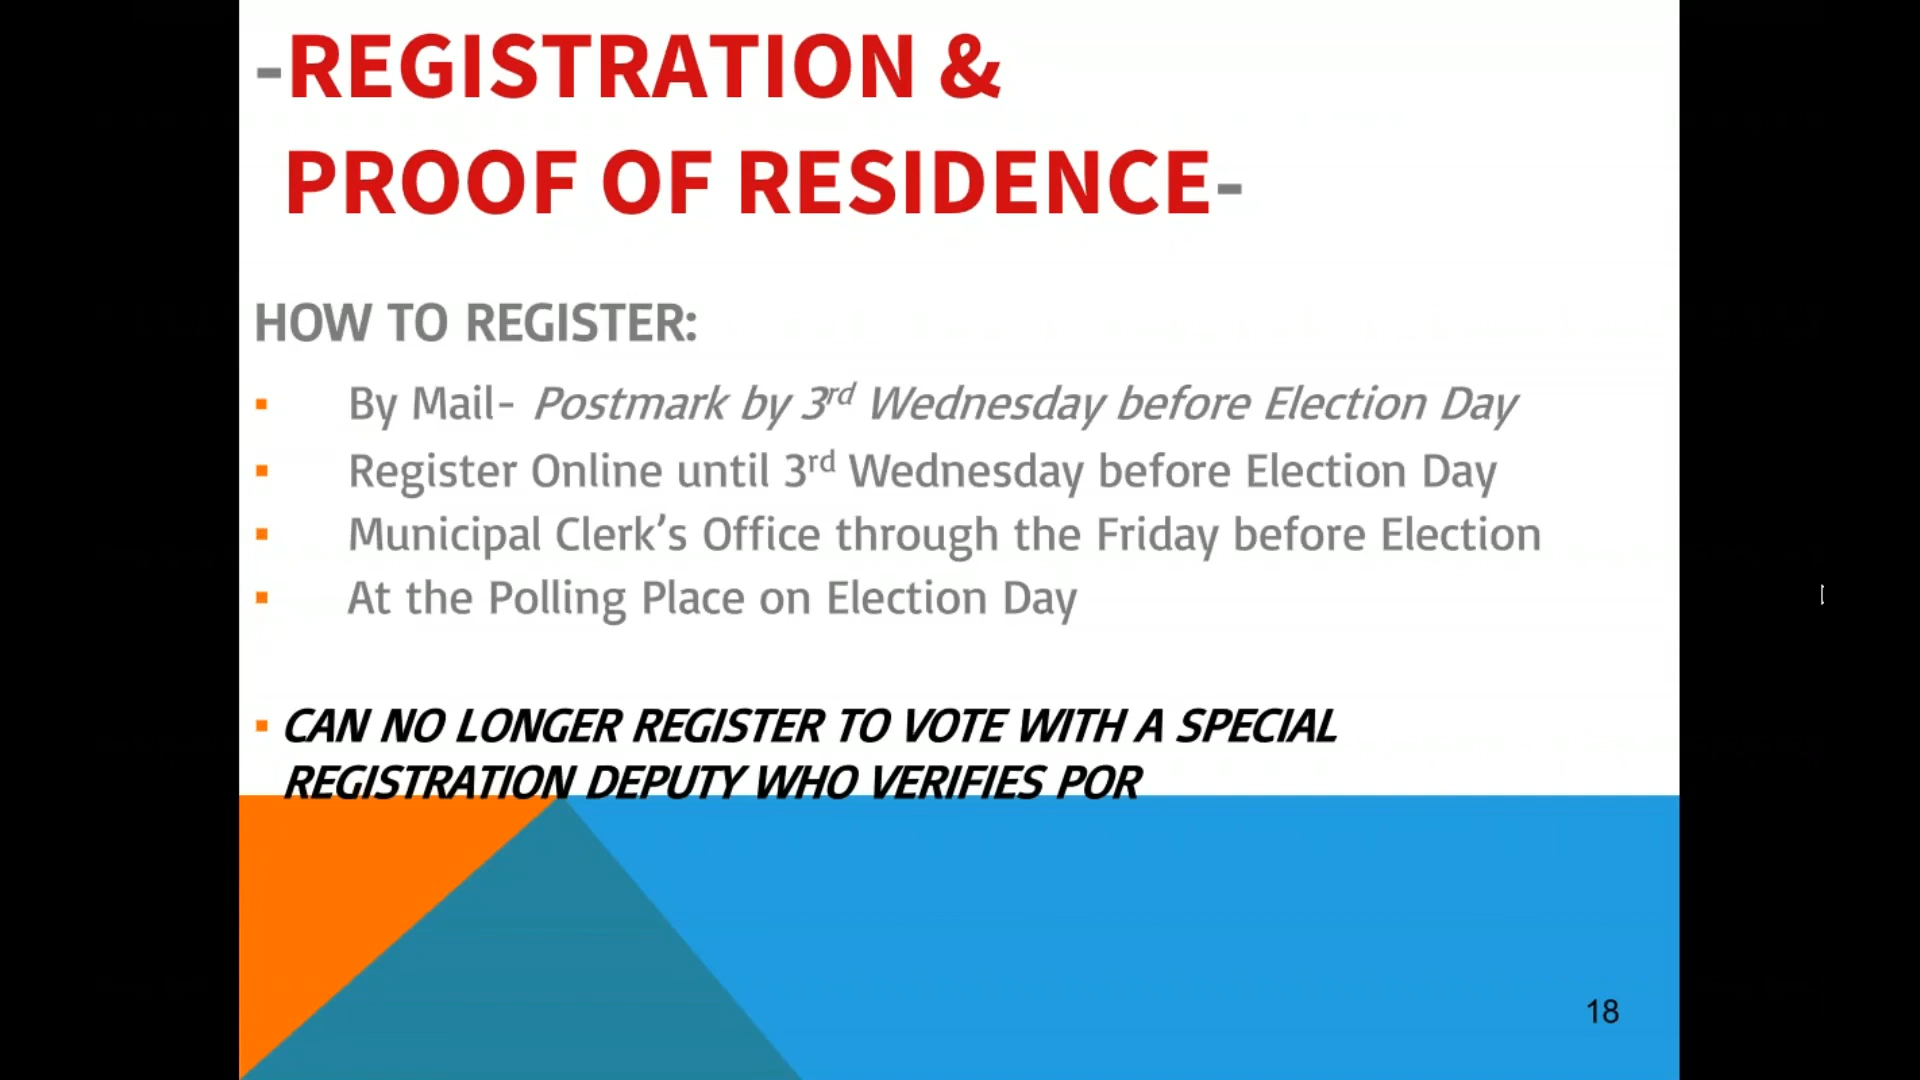 -REGISTRATION &
PROOF OF RESIDENCE-
HOW TO REGISTER:
▪ By Mail- Postmark by 3rd Wednesday before Election Day
▪ Register Online until 3rd Wednesday before Election Day
▪ Municipal Clerk’s Office through the Friday before Election
▪ At the Polling Place on Election Day
▪ CAN NO LONGER REGISTER TO VOTE WITH A SPECIAL
REGISTRATION DEPUTY WHO VERIFIES POR
18